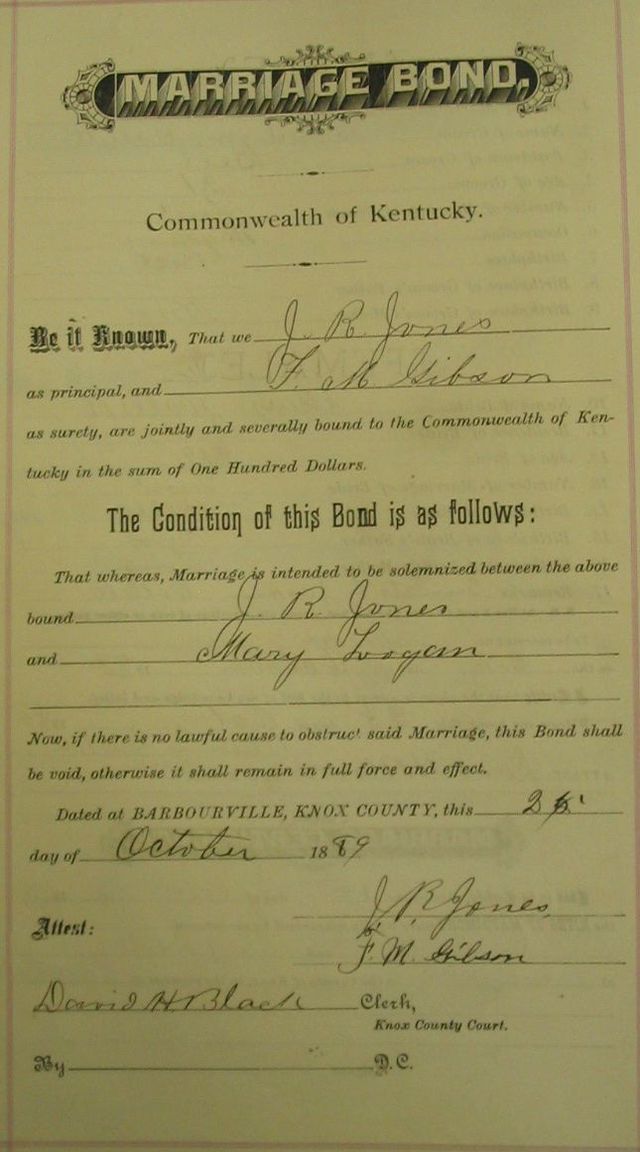 MARRIAGE BOND,
Commonwealth of Kentucky.
Be it Known, That we J. R. Jones
as principal, and F. M Gibson
as surety, are jointly and severally bound to the Commonwealth of Ken-
tucky in the sum of One Hundred Dollars.
The Condition of this Bond is as follows:
That whereas, Marriage is intended to be solemnized between the above
bound J. R. Jones
and Mary Logan
Now, if there is no lawful cause to obstruct said Marriage, this Bond shall
be void, otherwise it shall remain in full force and effect.
Dated at BARBOURVILLE, KNOX COUNTY, this
day of October 1889
J. R. Jones
Attest:
F. M. Gibson
David H Black Clerk,
Knox County Court.
By D. C.